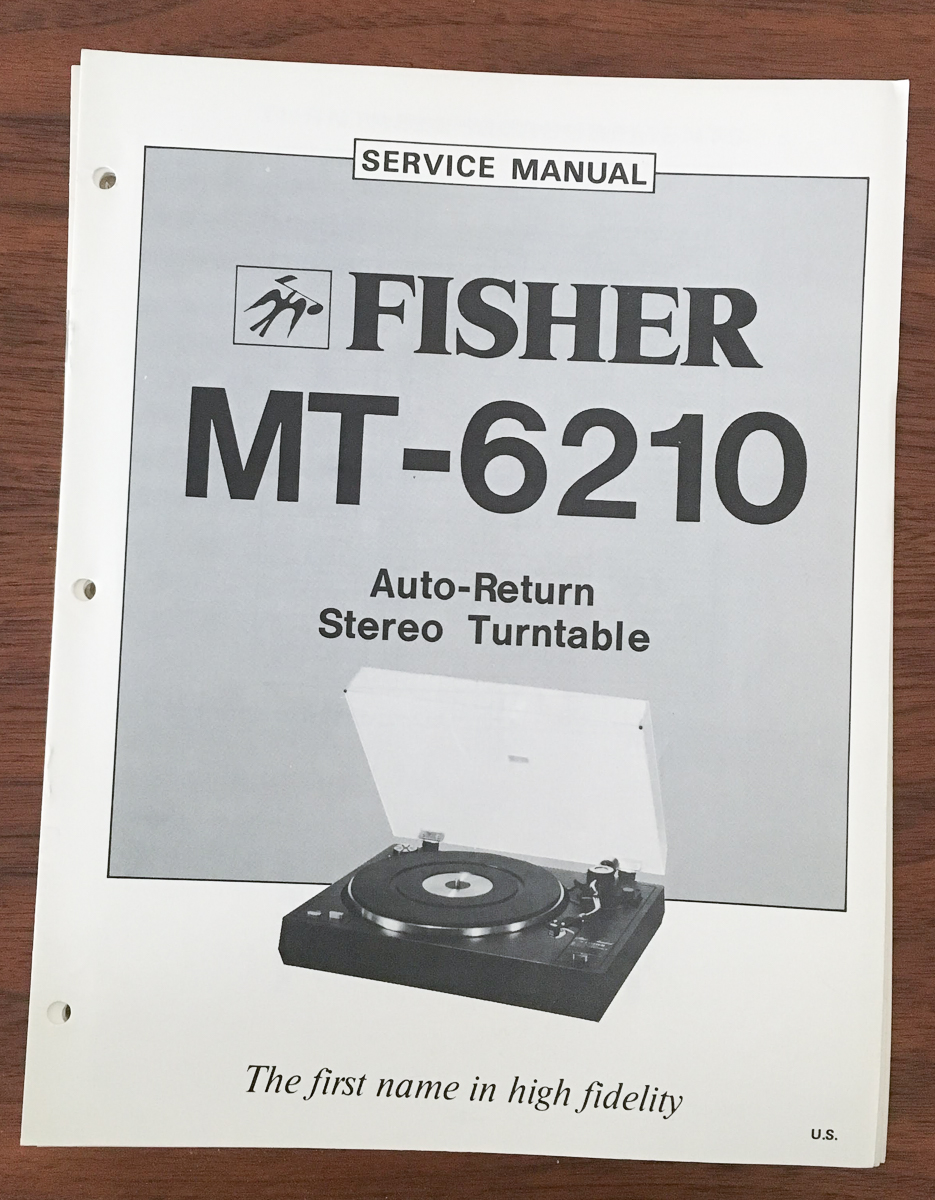 SERVICE MANUAL
FISHER
MT-6210
Auto-Return
Stereo Turntable
The first name in high fidelity
U.S.